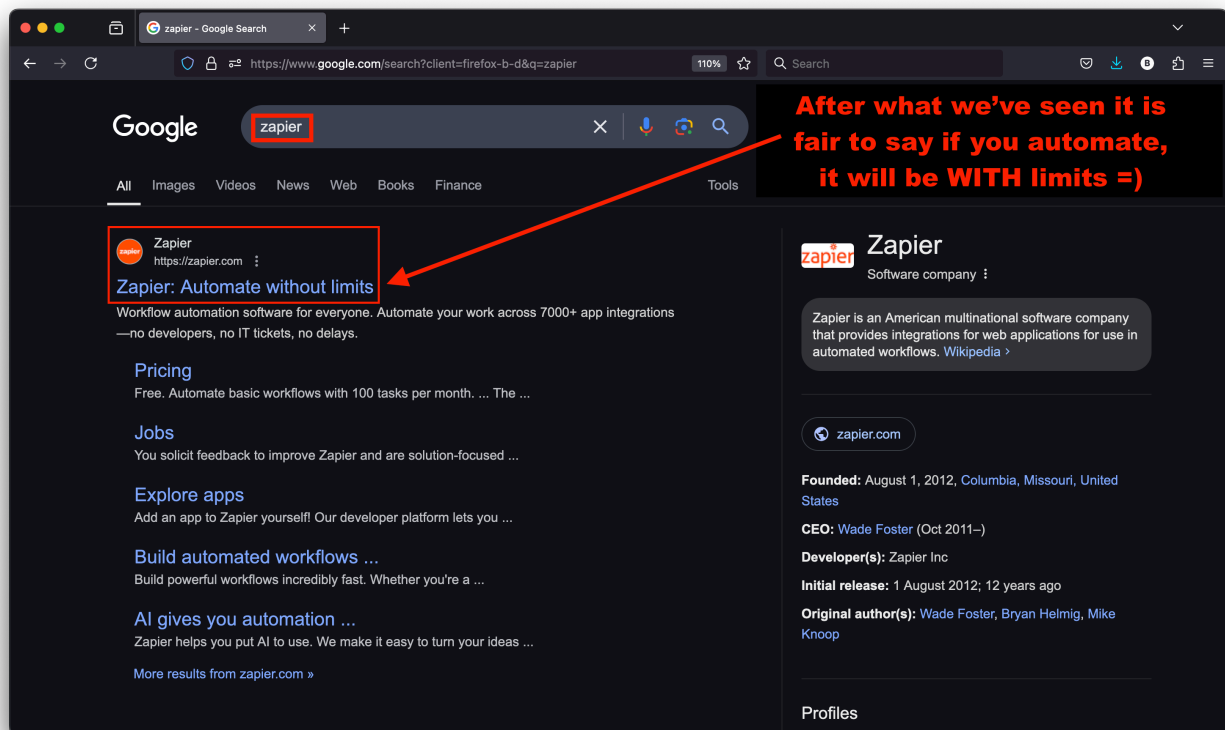 zapier - Google Search
https://www.google.com/search?client=firefox-b-d&q=zapier
110%
Search
B
Google
zapier
After what we’ve seen it is
fair to say if you automate,
it will be WITH limits =)
All Images Videos News Web Books Finance Tools
zapier
Zapier
https://zapier.com
Zapier: Automate without limits
Workflow automation software for everyone. Automate your work across 7000+ app integrations
—no developers, no IT tickets, no delays.
Pricing
Free. Automate basic workflows with 100 tasks per month. ... The ...
Jobs
You solicit feedback to improve Zapier and are solution-focused ...
Explore apps
Add an app to Zapier yourself! Our developer platform lets you ...
Build automated workflows ...
Build powerful workflows incredibly fast. Whether you're a ...
AI gives you automation ...
Zapier helps you put AI to use. We make it easy to turn your ideas ...
More results from zapier.com »
zapier
Zapier
Software company
Zapier is an American multinational software company
that provides integrations for web applications for use in
automated workflows. Wikipedia >
zapier.com
Founded: August 1, 2012, Columbia, Missouri, United
States
CEO: Wade Foster (Oct 2011–)
Developer(s): Zapier Inc
Initial release: 1 August 2012; 12 years ago
Original author(s): Wade Foster, Bryan Helmig, Mike
Knoop
Profiles